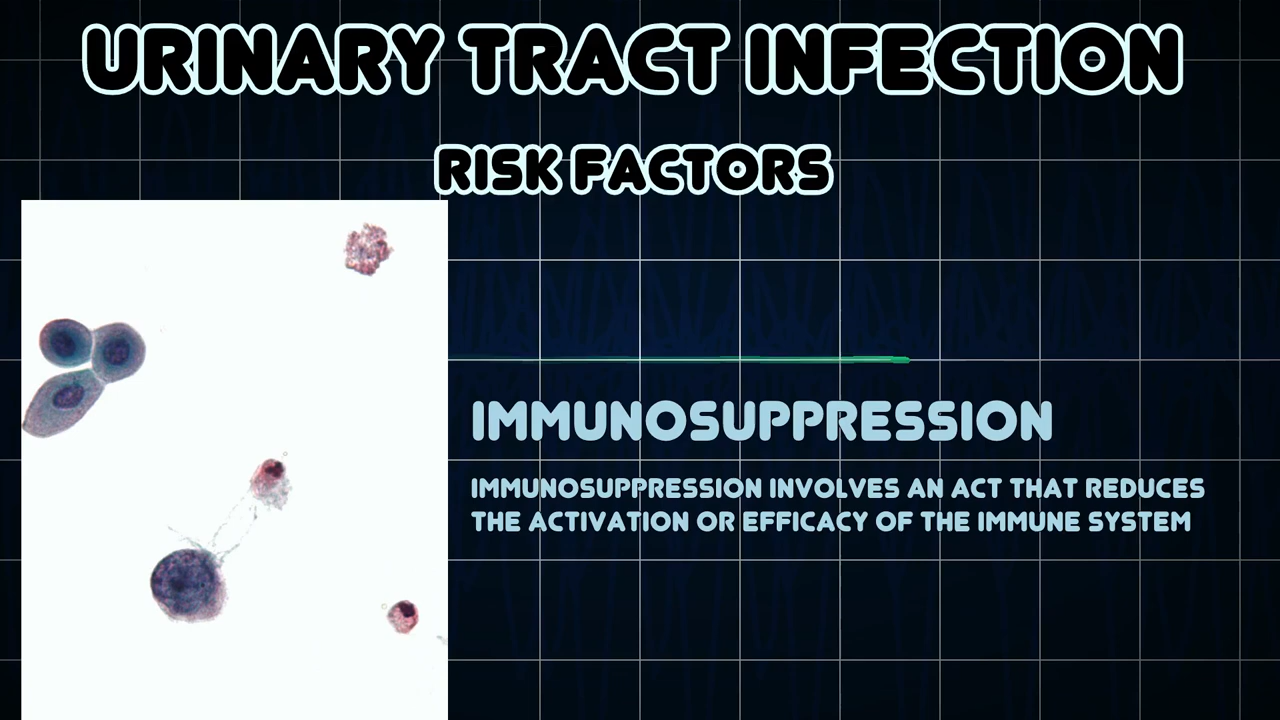 URINARY TRACT INFECTION
RISK FACTORS
IMMUNOSUPPRESSION
IMMUNOSUPPRESSION INVOLVES AN ACT THAT REDUCES
THE ACTIVATION OR EFFICACY OF THE IMMUNE SYSTEM